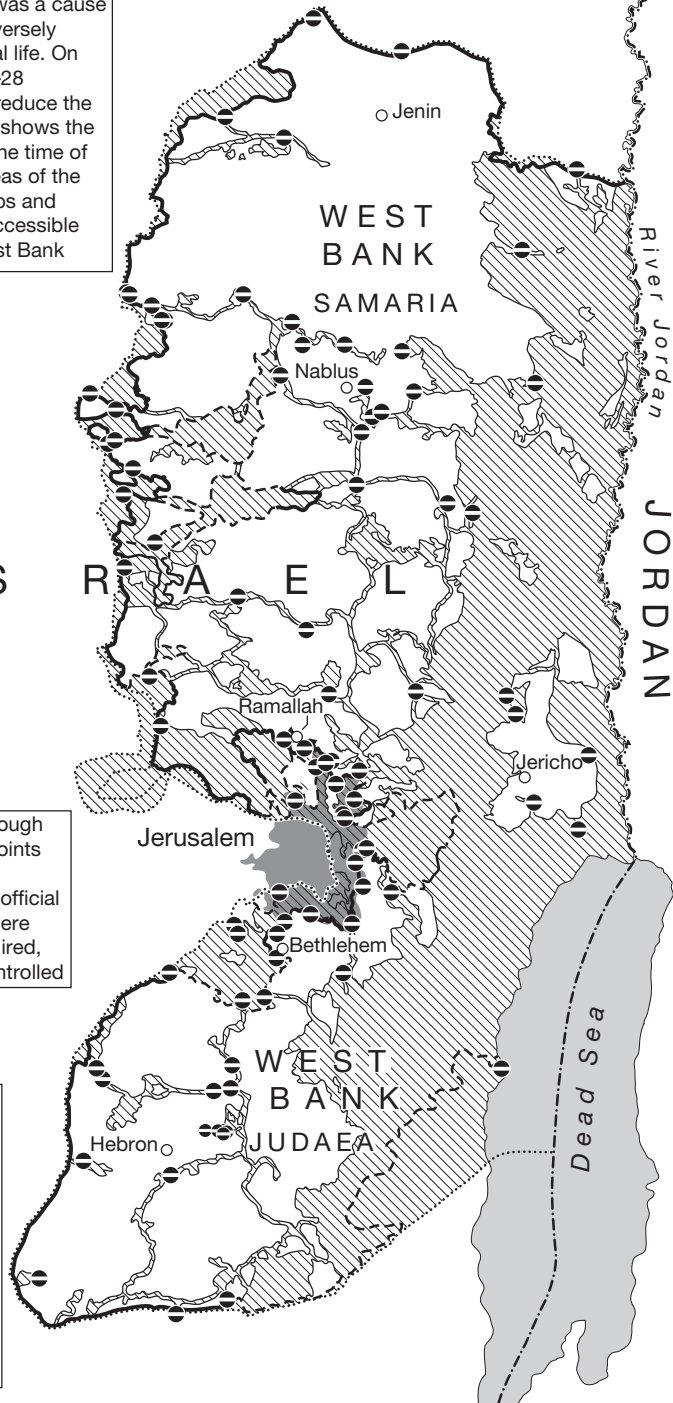 was a cause
versely
al life. On
-28
reduce the
shows the
he time of
eas of the
ps and
ccessible
st Bank
Jenin
WEST
BANK
SAMARIA
River Jordan
Nablus
JORDAN
S R A E L
Ramallah
Jericho
ough
oints
Jerusalem
official
ere
ired,
ntrolled
Bethlehem
Dead Sea
WEST
BANK
Hebron
JUDAEA